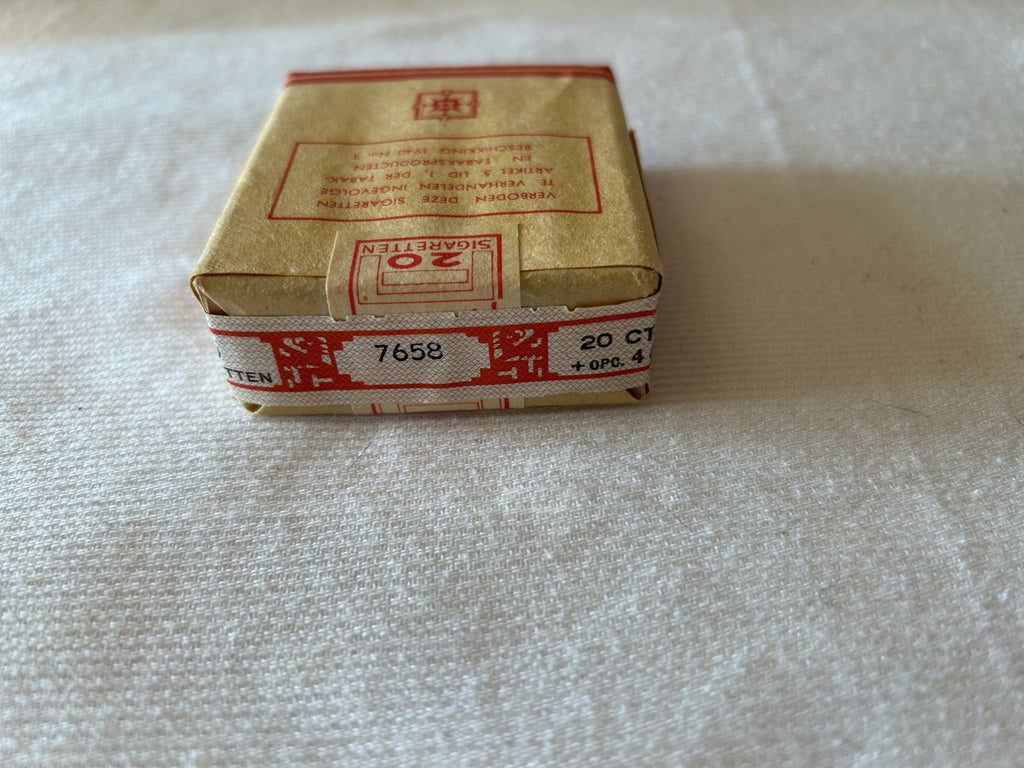 VERBODEN DEZE SIGARETTEN
TE VERHANDELEN INGEVOLGE
ARTIKEL 5 LID 1, DER TABAK-
EN TABAKSPRODUCTEN-
BESCHIKKING 1940 No. 1
20
SIGARETTEN
TTEN
7658
20 CT
+ OPC. 4